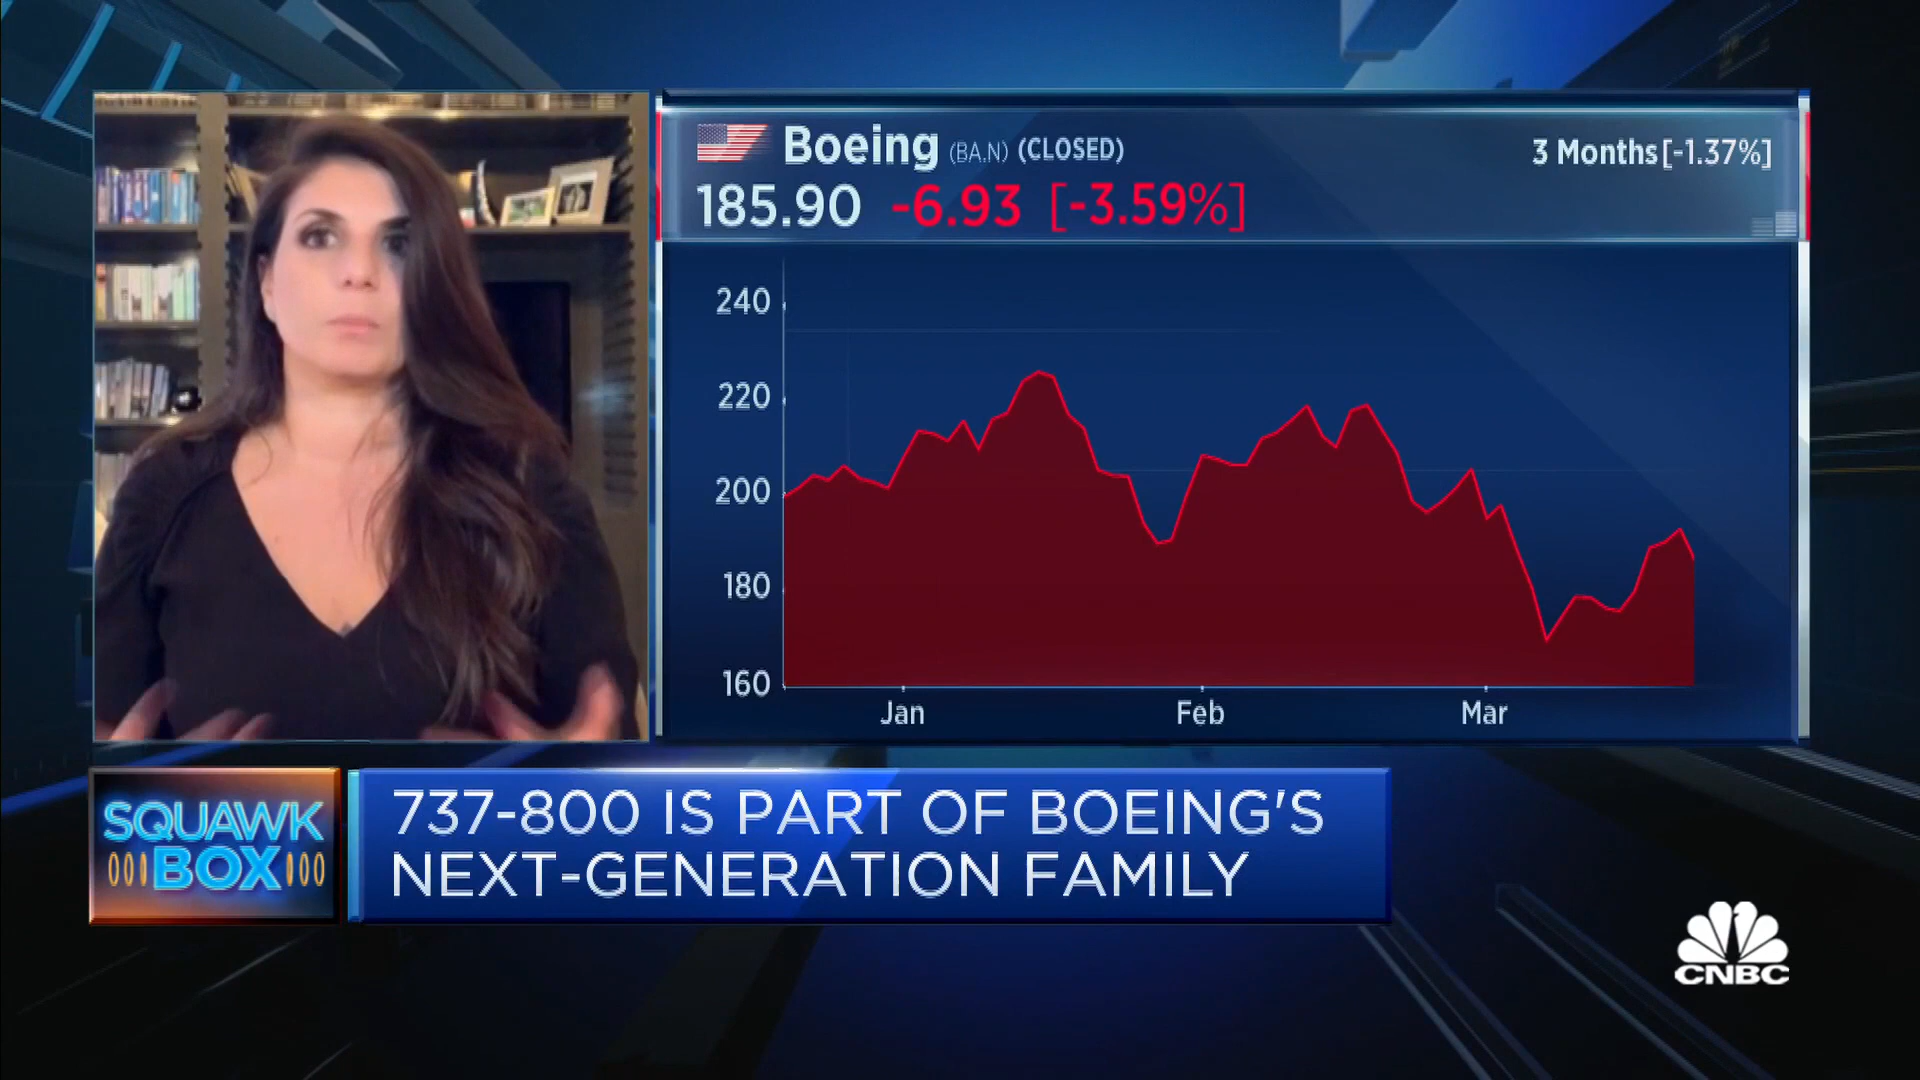 Boeing (BA.N) (CLOSED)
3 Months [-1.37%]
185.90 -6.93 [-3.59%]
240
220
200
180
160
Jan Feb Mar
SQUAWK
BOX
737-800 IS PART OF BOEING'S
NEXT-GENERATION FAMILY
CNBC